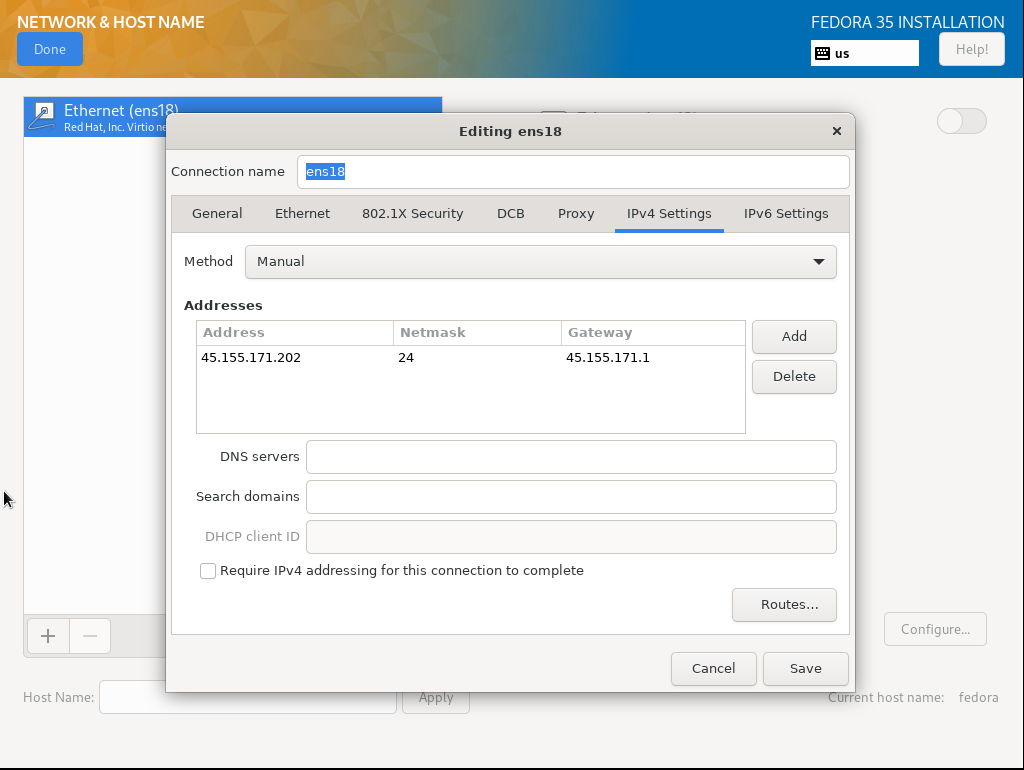 NETWORK & HOST NAME
FEDORA 35 INSTALLATION
Done
us
Help!
Ethernet (ens18)
Red Hat, Inc. Virtio ne
Editing ens18
Connection name ens18
General Ethernet 802.1X Security DCB Proxy IPv4 Settings IPv6 Settings
Method Manual
Addresses
Address Netmask Gateway
45.155.171.202 24 45.155.171.1
Add
Delete
DNS servers
Search domains
DHCP client ID
Require IPv4 addressing for this connection to complete
Routes...
Configure...
Cancel Save
Host Name: Apply Current host name: fedora